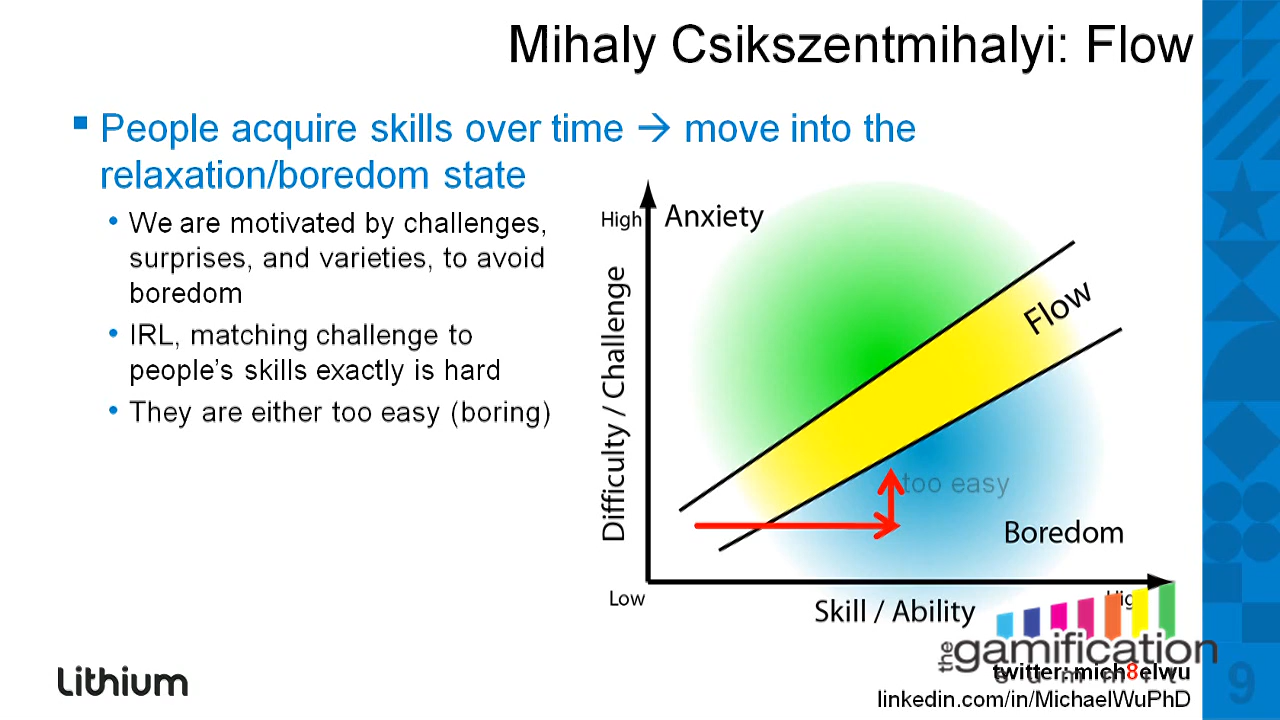 Mihaly Csikszentmihalyi: Flow
▪ People acquire skills over time → move into the
relaxation/boredom state
• We are motivated by challenges,
surprises, and varieties, to avoid
boredom
• IRL, matching challenge to
people's skills exactly is hard
• They are either too easy (boring)
High
Anxiety
Flow
Difficulty / Challenge
too easy
Boredom
Low
Skill / Ability
High
the gamification
summit
twitter: mich8elwu
linkedin.com/in/MichaelWuPhD
Lithium
9